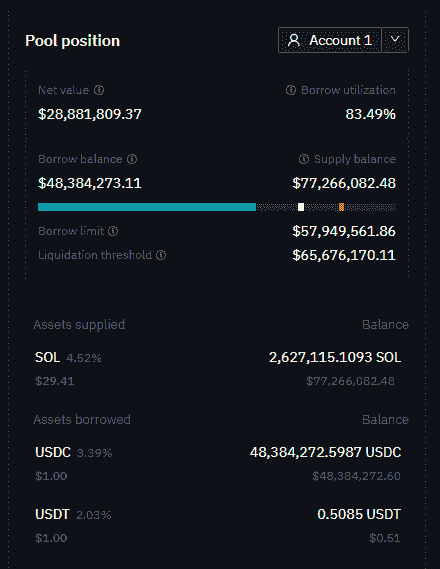 Pool position
Account 1
Net value Borrow utilization
$28,881,809.37 83.49%
Borrow balance Supply balance
$48,384,273.11 $77,266,082.48
Borrow limit $57,949,561.86
Liquidation threshold $65,676,170.11
Assets supplied Balance
SOL 4.52% 2,627,115.1093 SOL
$29.41 $77,266,082.48
Assets borrowed Balance
USDC 3.39% 48,384,272.5987 USDC
$1.00 $48,384,272.60
USDT 2.03% 0.5085 USDT
$1.00 $0.51